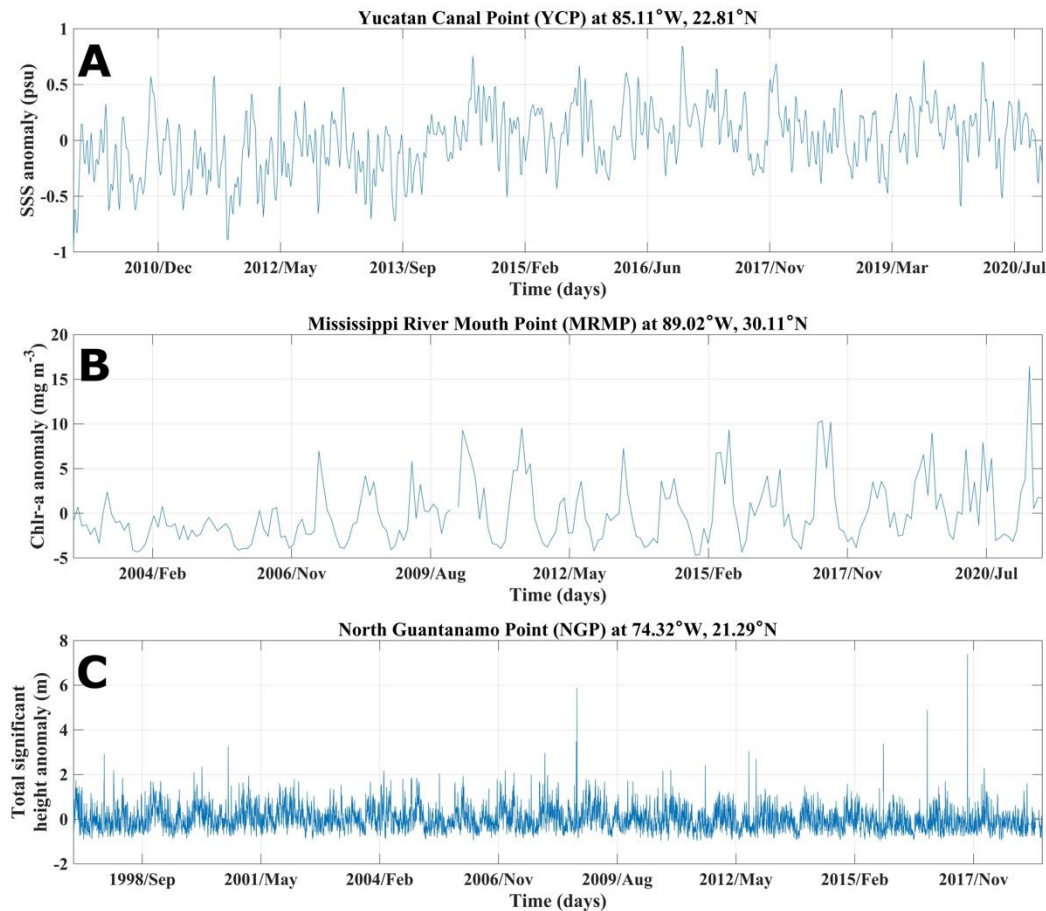 Yucatan Canal Point (YCP) at 85.11°W, 22.81°N
A
SSS anomaly (psu)
1
0.5
0
-0.5
-1
2010/Dec 2012/May 2013/Sep 2015/Feb 2016/Jun 2017/Nov 2019/Mar 2020/Jul
Time (days)
Mississippi River Mouth Point (MRMP) at 89.02°W, 30.11°N
B
Chlr-a anomaly (mg m-3)
20
15
10
5
0
-5
2004/Feb 2006/Nov 2009/Aug 2012/May 2015/Feb 2017/Nov 2020/Jul
Time (days)
North Guantanamo Point (NGP) at 74.32°W, 21.29°N
C
Total significant
height anomaly (m)
8
6
4
2
0
-2
1998/Sep 2001/May 2004/Feb 2006/Nov 2009/Aug 2012/May 2015/Feb 2017/Nov
Time (days)